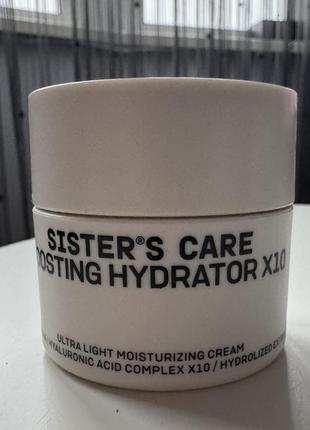 SISTER®S CARE
OSTING HYDRATOR X10
ULTRA LIGHT MOISTURIZING CREAM
/ HYALURONIC ACID COMPLEX X10 / HYDROLIZED